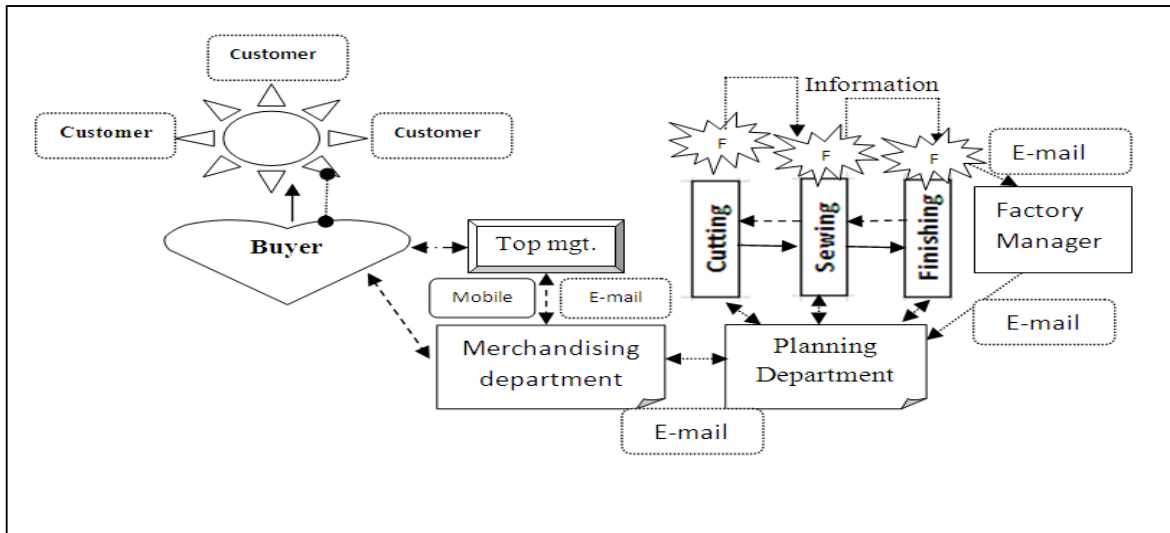 Customer
Customer
Customer
Buyer
Top mgt.
Mobile
E-mail
Merchandising
department
E-mail
Planning
Department
Information
F
F
F
Cutting
Sewing
Finishing
E-mail
Factory
Manager
E-mail